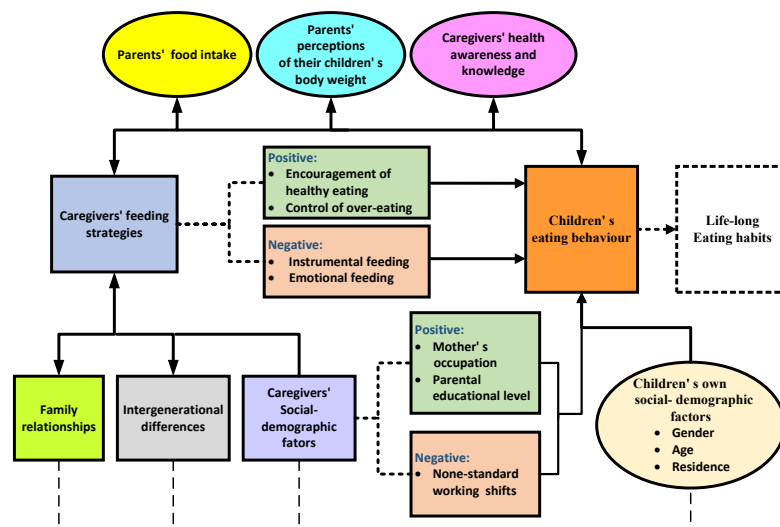 Parents' food intake
Parents'
perceptions
of their children' s
body weight
Caregivers' health
awareness and
knowledge
Caregivers' feeding
strategies
Positive:
• Encouragement of
healthy eating
• Control of over-eating
Negative:
• Instrumental feeding
• Emotional feeding
Children' s
eating behaviour
Life-long
Eating habits
Family
relationships
Intergenerational
differences
Caregivers'
Social-
demographic
fators
Positive:
• Mother' s
occupation
• Parental
educational level
Negative:
• None-standard
working shifts
Children' s own
social- demographic
factors
• Gender
• Age
• Residence